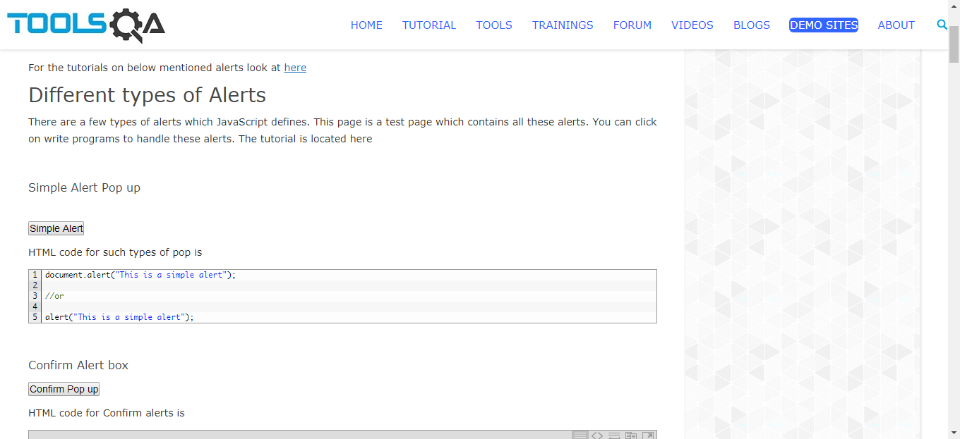 TOOLSQA
HOME TUTORIAL TOOLS TRAININGS FORUM VIDEOS BLOGS DEMO SITES ABOUT
For the tutorials on below mentioned alerts look at here
Different types of Alerts
There are a few types of alerts which JavaScript defines. This page is a test page which contains all these alerts. You can click
on write programs to handle these alerts. The tutorial is located here
Simple Alert Pop up
Simple Alert
HTML code for such types of pop is
1 document.alert("This is a simple alert");
2
3 //or
4
5 alert("This is a simple alert");
Confirm Alert box
Confirm Pop up
HTML code for Confirm alerts is